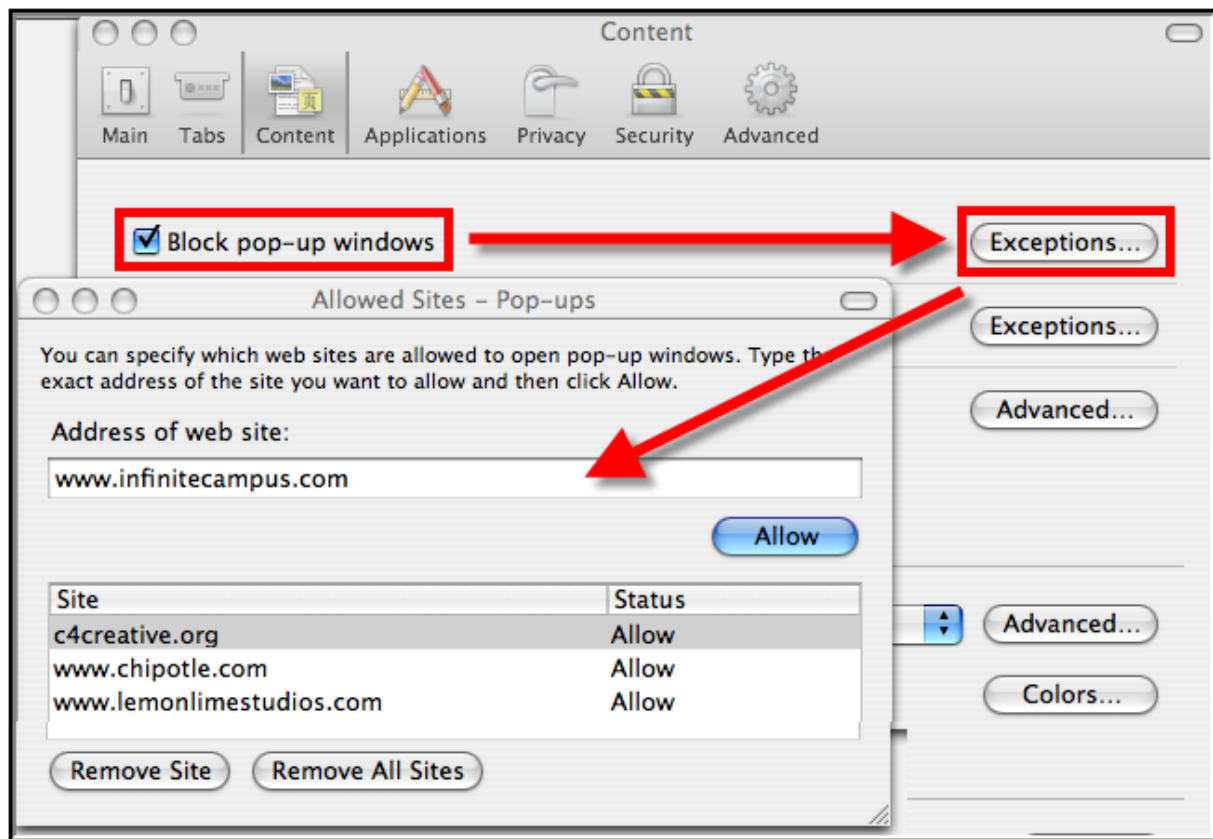 Content
Main Tabs Content Applications Privacy Security Advanced
页
Block pop-up windows
Exceptions...
Exceptions...
Advanced...
Advanced...
Colors...
Allowed Sites – Pop-ups
You can specify which web sites are allowed to open pop-up windows. Type the
exact address of the site you want to allow and then click Allow.
Address of web site:
www.infinitecampus.com
Allow
Site Status
c4creative.org Allow
www.chipotle.com Allow
www.lemonlimestudios.com Allow
Remove Site Remove All Sites